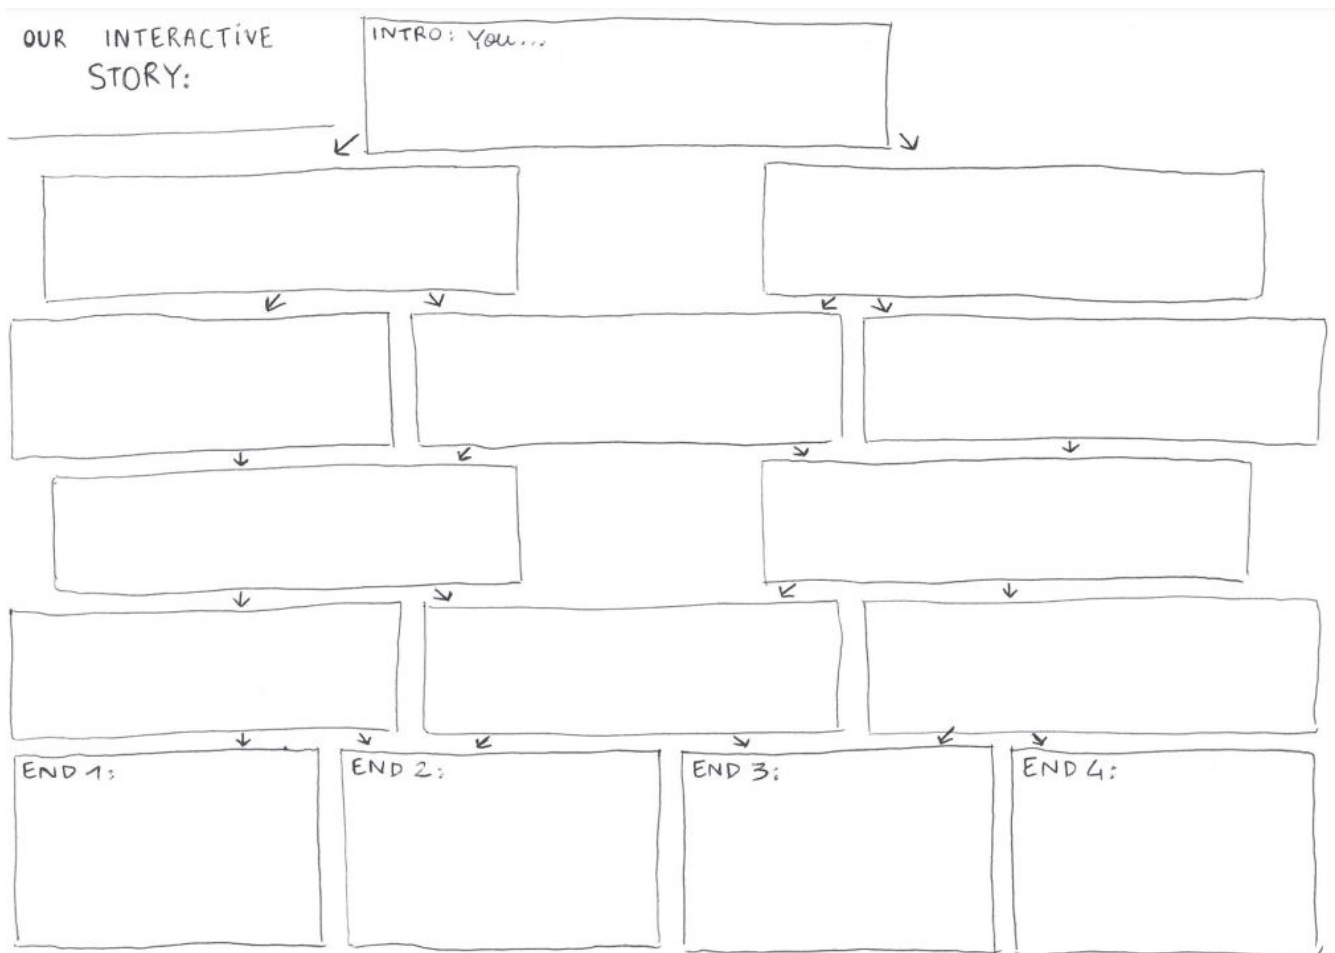 OUR INTERACTIVE
STORY:
INTRO: You...
END 1:
END 2:
END 3:
END 4: